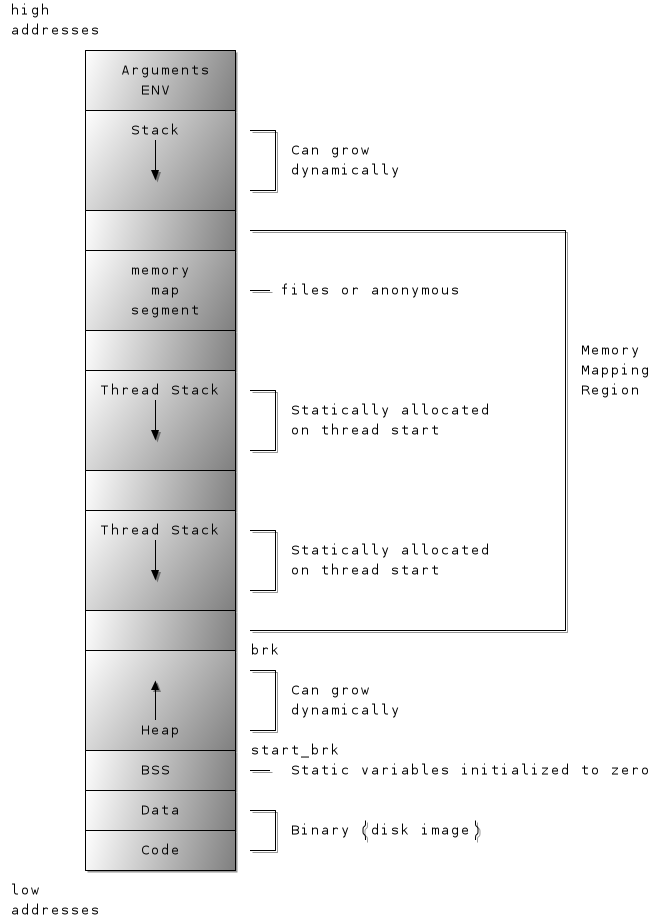 high
addresses
Arguments
ENV
Stack
Can grow
dynamically
memory
map
segment
files or anonymous
Memory
Mapping
Region
Thread Stack
Statically allocated
on thread start
Thread Stack
Statically allocated
on thread start
brk
Can grow
dynamically
Heap
start_brk
BSS
Static variables initialized to zero
Data
Binary (disk image)
Code
low
addresses